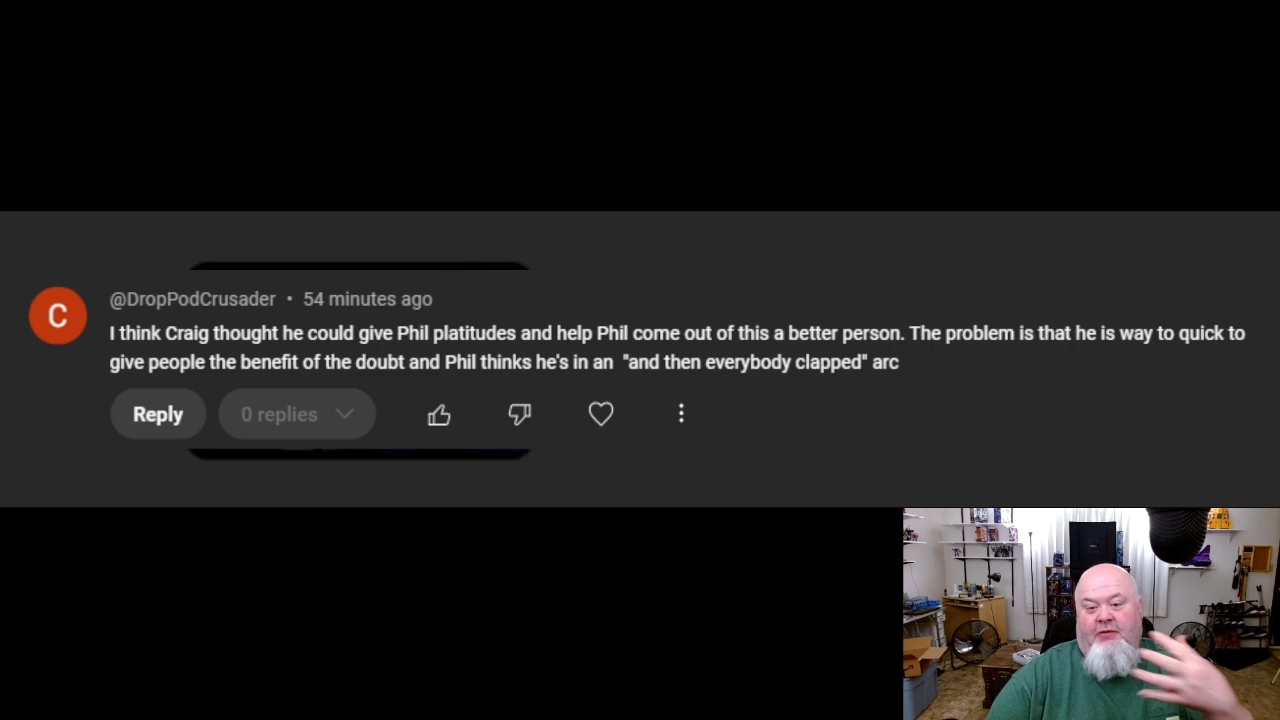 C
@DropPodCrusader • 54 minutes ago
I think Craig thought he could give Phil platitudes and help Phil come out of this a better person. The problem is that he is way to quick to
give people the benefit of the doubt and Phil thinks he's in an "and then everybody clapped" arc
Reply
0 replies